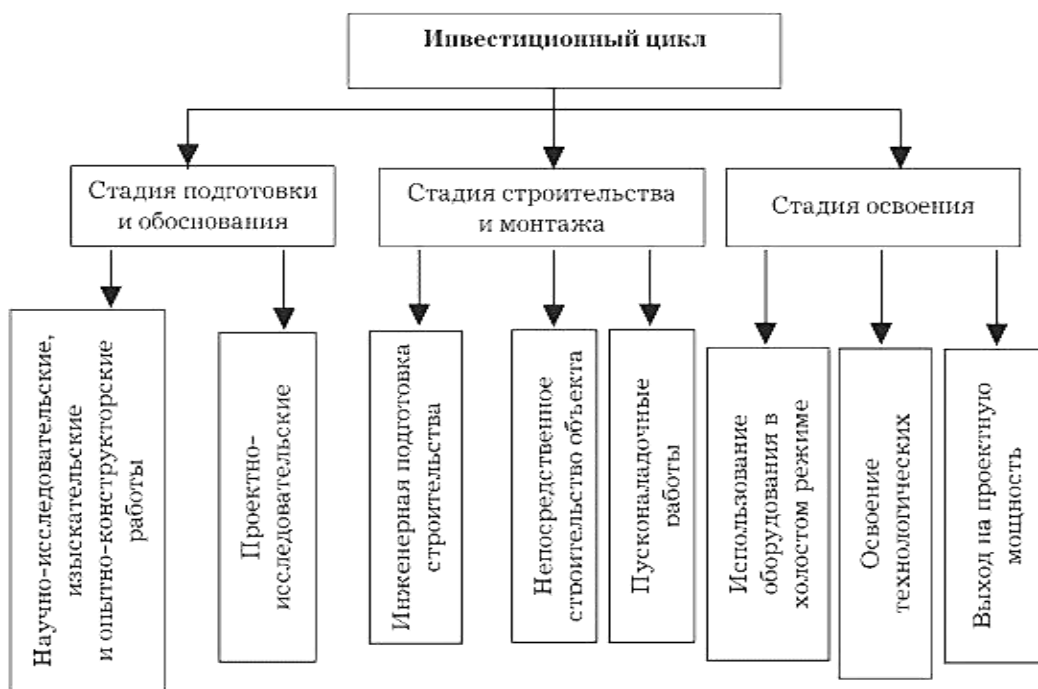 Инвестиционный цикл
Стадия подготовки
и обоснования
Стадия строительства
и монтажа
Стадия освоения
Научно-исследовательские,
изыскательские
и опытно-конструкторские
работы
Проектно-
исследовательские
Инженерная подготовка
строительства
Непосредственное
строительство объекта
Пусконаладочные
работы
Использование
оборудования в
холостом режиме
Освоение
технологических
Выход на проектную
мощность